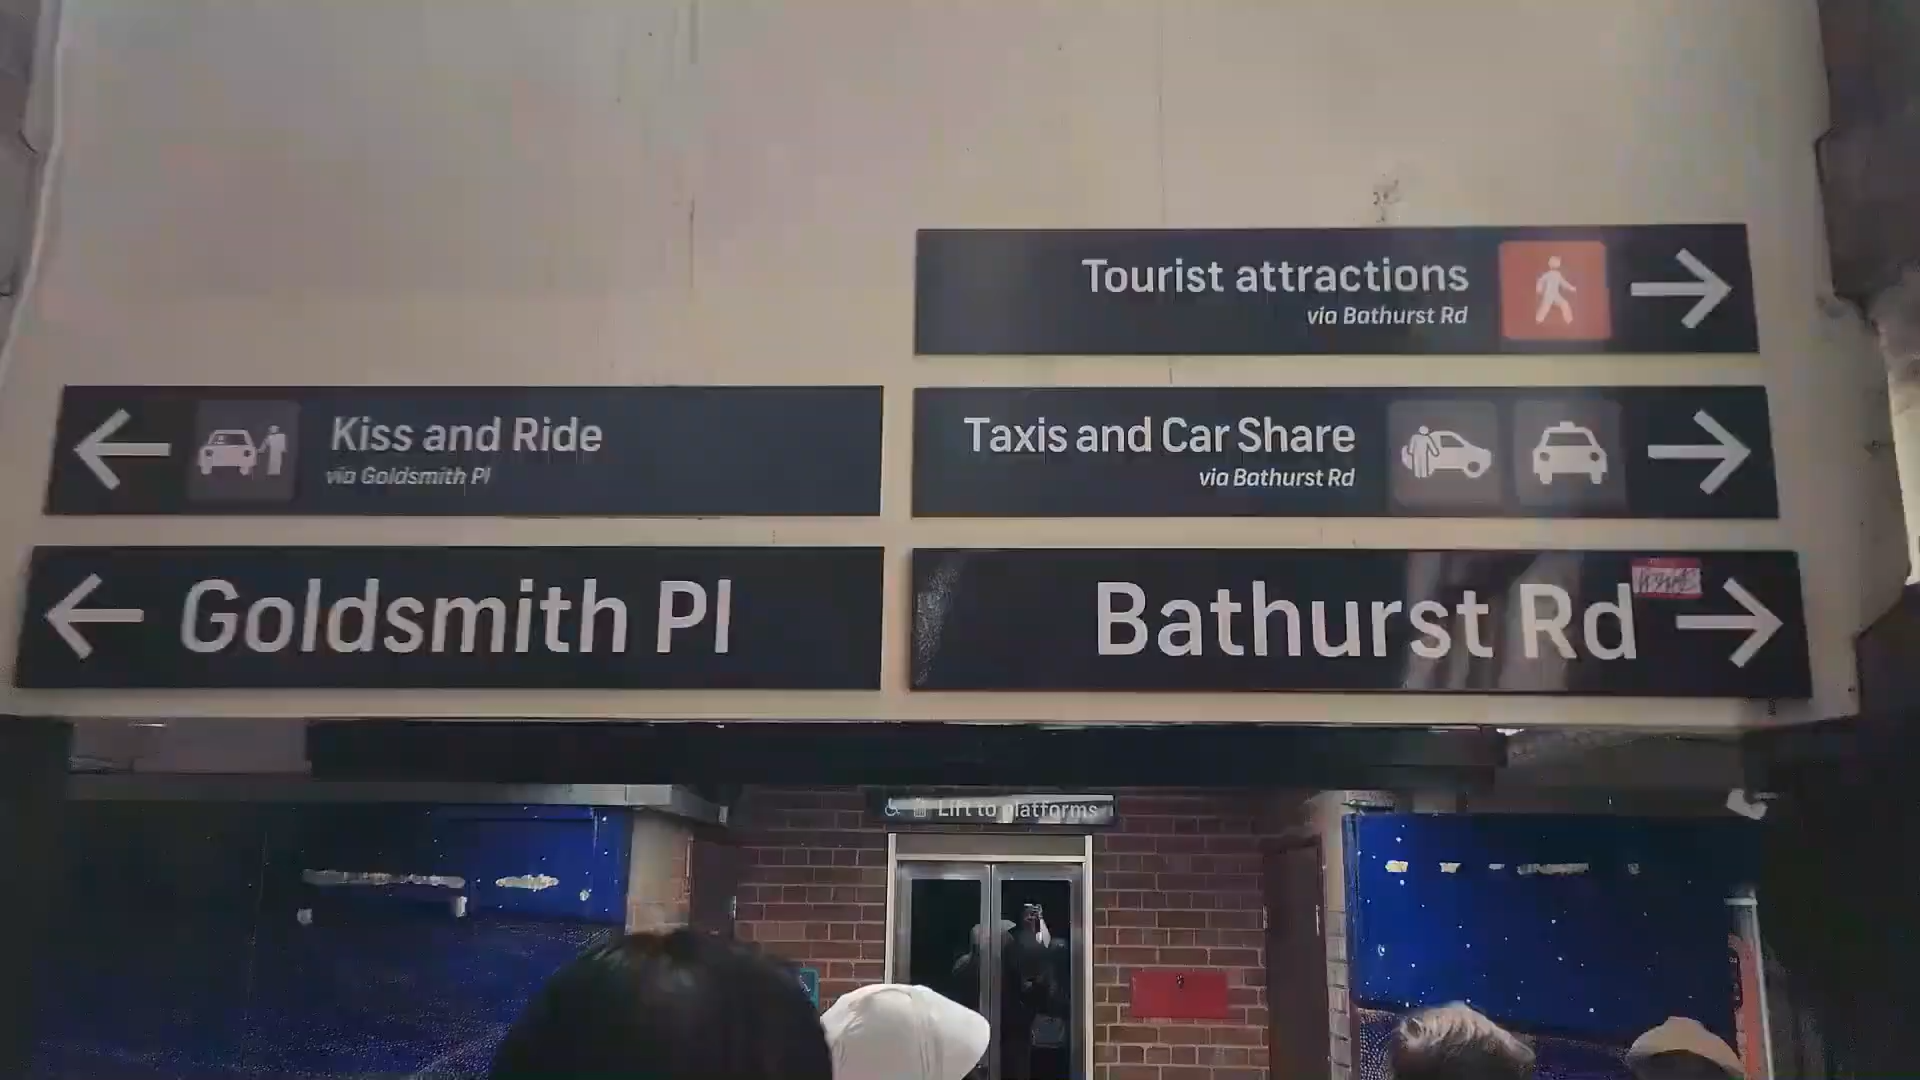 Tourist attractions
via Bathurst Rd
Kiss and Ride
via Goldsmith Pl
Taxis and Car Share
via Bathurst Rd
Goldsmith Pl
Bathurst Rd
Lift to platforms